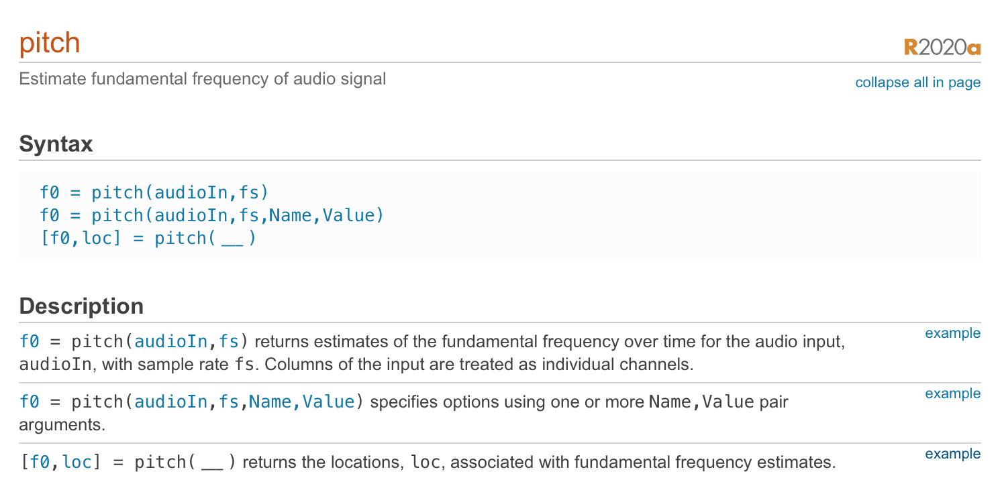 pitch
R2020a
Estimate fundamental frequency of audio signal
collapse all in page
Syntax
f0 = pitch(audioIn,fs)
f0 = pitch(audioIn,fs,Name,Value)
[f0,loc] = pitch( __ )
Description
f0 = pitch(audioIn,fs) returns estimates of the fundamental frequency over time for the audio input,
example
audioIn, with sample rate fs. Columns of the input are treated as individual channels.
f0 = pitch(audioIn,fs,Name,Value) specifies options using one or more Name,Value pair
example
arguments.
[f0,loc] = pitch( __ ) returns the locations, loc, associated with fundamental frequency estimates.
example